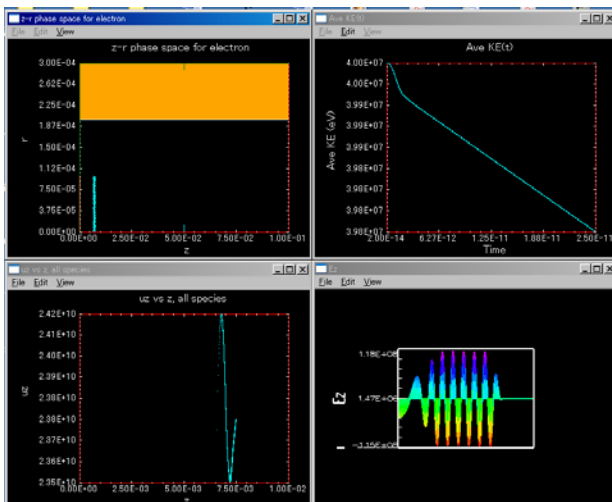 z-r phase space for electron
File Edit View
z-r phase space for electron
3.00E-04
2.62E-04
2.25E-04
1.87E-04
1.50E-04
1.12E-04
7.50E-05
3.75E-05
0.00E+00
r
0.00E+00 2.50E-02 5.00E-02 7.50E-02 1.00E-01
z
Ave KE(t)
File Edit View
Ave KE(t)
4.00E+07
4.00E+07
3.99E+07
3.99E+07
3.98E+07
3.98E+07
3.98E+07
Ave KE (eV)
2.00E-14 6.27E-12 1.25E-11 1.88E-11 2.50E-11
Time
uz vs z, all species
File Edit View
uz vs z, all species
2.42E+10
2.40E+10
2.39E+10
2.38E+10
2.37E+10
2.36E+10
2.35E+10
uz
0.00E+00 2.50E-03 5.00E-03 7.50E-03 1.00E-02
Ez
File Edit View
1.18E+08
1.47E+06
-1.15E+08
Ez